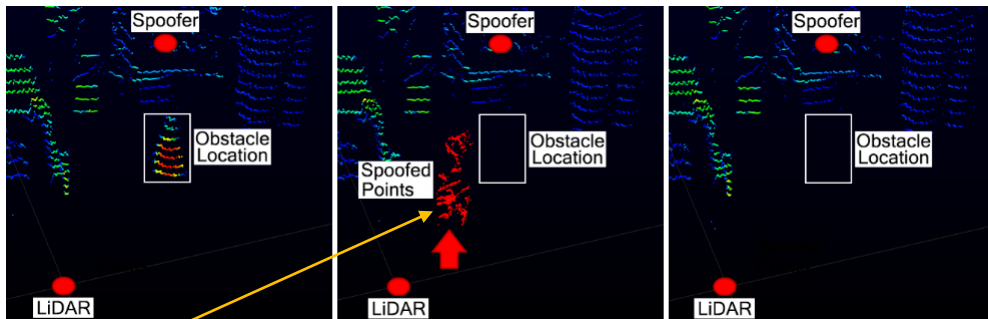 Spoofer
Obstacle
Location
LiDAR
Spoofer
Obstacle
Location
Spoofed
Points
LiDAR
Spoofer
Obstacle
Location
LiDAR